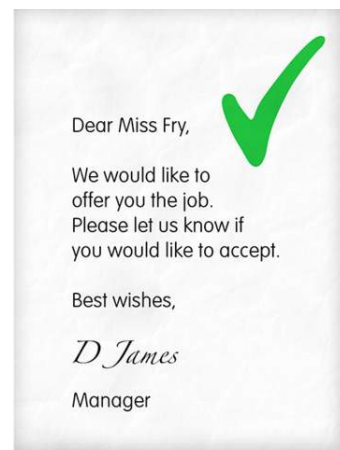 Dear Miss Fry,
We would like to
offer you the job.
Please let us know if
you would like to accept.
Best wishes,
D James
Manager